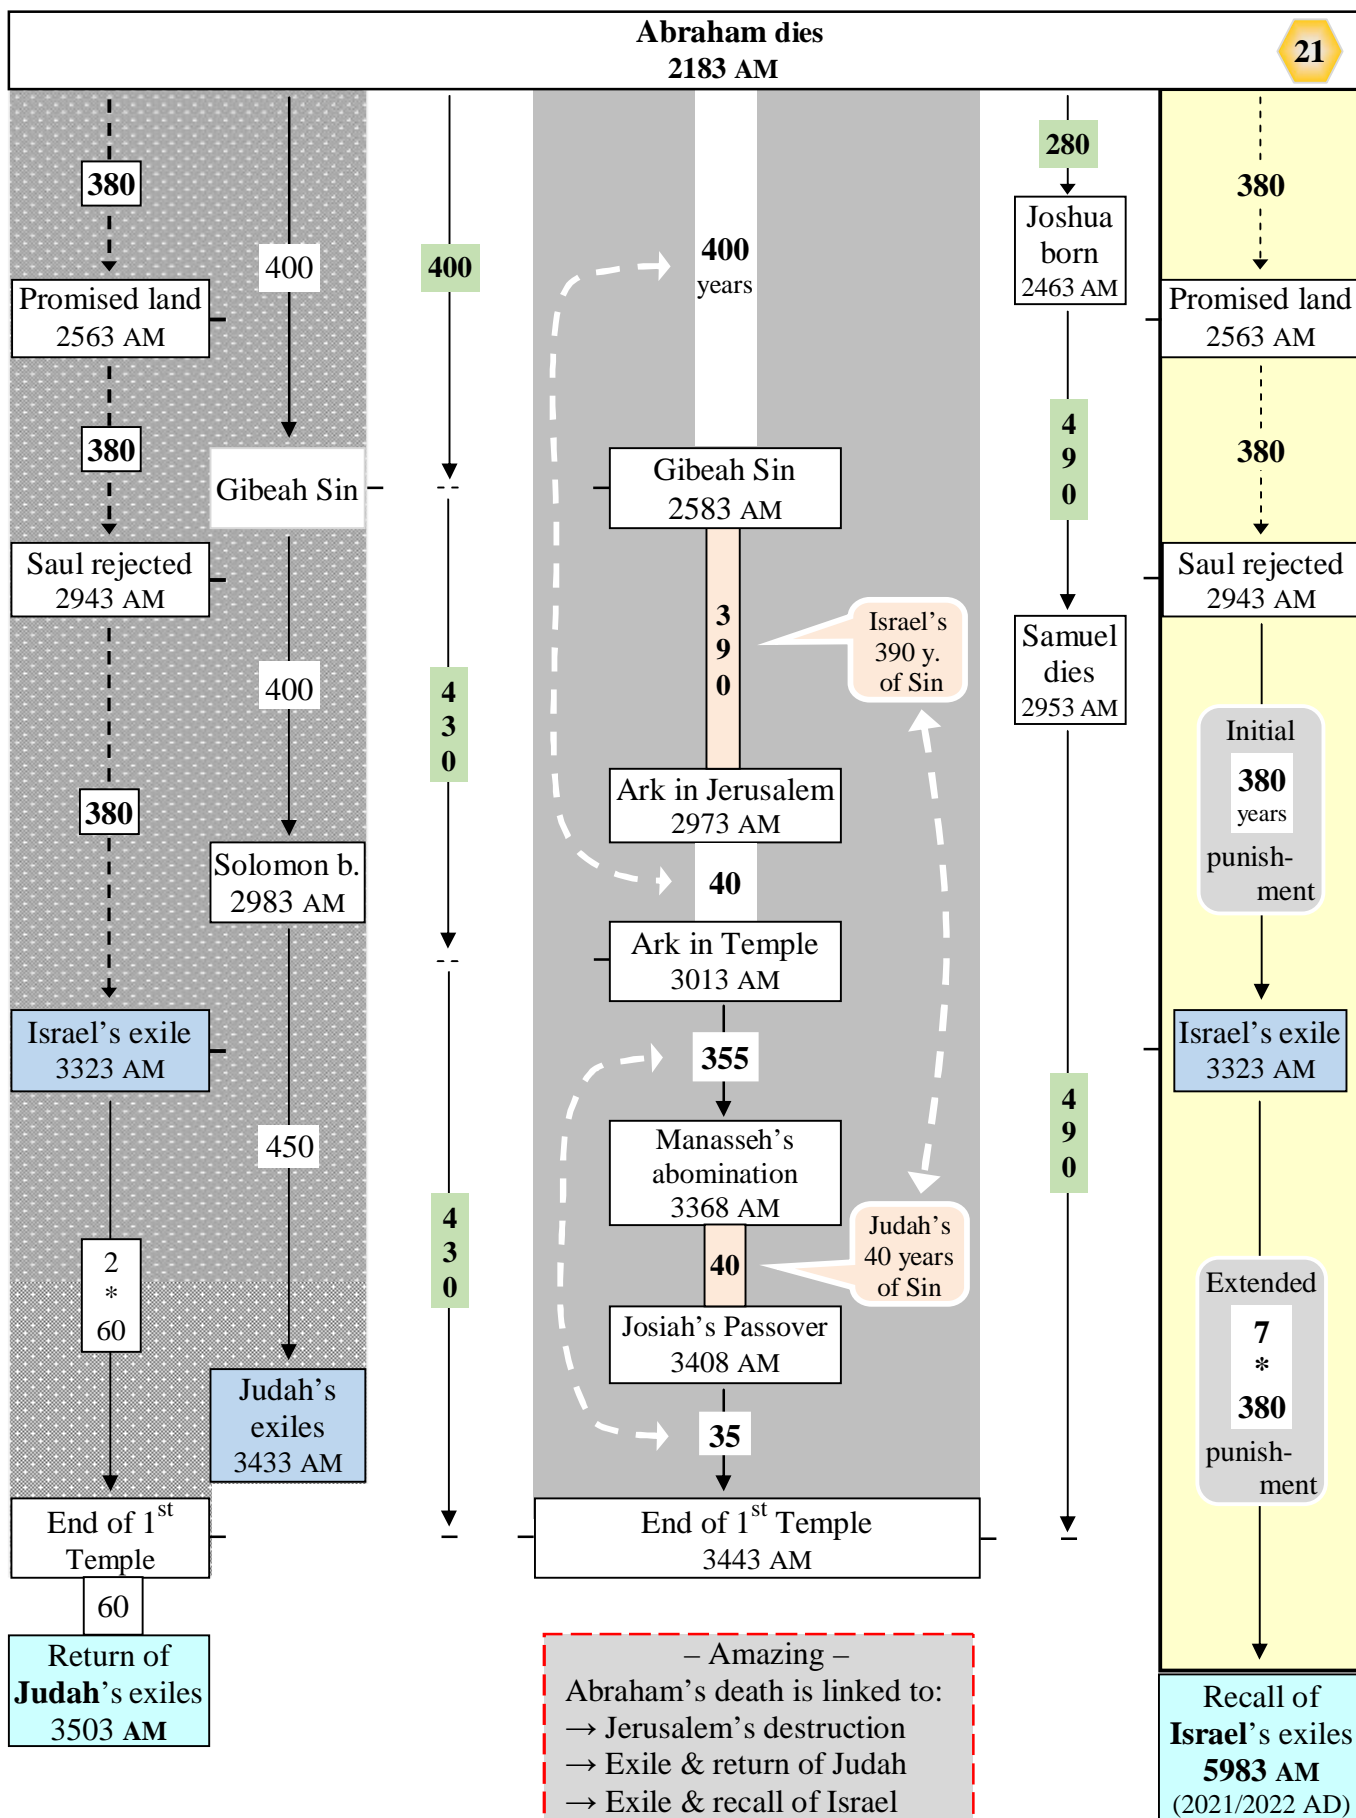 Abraham dies
2183 AM
21
380
Promised land
2563 AM
380
Saul rejected
2943 AM
380
Israel’s exile
3323 AM
2
*
60
End of 1st
Temple
60
Return of
Judah’s exiles
3503 AM
400
Gibeah Sin
400
Solomon b.
2983 AM
450
Judah’s
exiles
3433 AM
400
4
3
0
4
3
0
400
years
Gibeah Sin
2583 AM
3
9
0
Israel’s
390 y.
of Sin
Ark in Jerusalem
2973 AM
40
Ark in Temple
3013 AM
355
Manasseh’s
abomination
3368 AM
40
Judah’s
40 years
of Sin
Josiah’s Passover
3408 AM
35
End of 1st Temple
3443 AM
– Amazing –
Abraham’s death is linked to:
→ Jerusalem’s destruction
→ Exile & return of Judah
→ Exile & recall of Israel
280
Joshua
born
2463 AM
4
9
0
Samuel
dies
2953 AM
4
9
0
380
Promised land
2563 AM
380
Saul rejected
2943 AM
Initial
380
years
punish-
ment
Israel’s exile
3323 AM
Extended
7
*
380
punish-
ment
Recall of
Israel’s exiles
5983 AM
(2021/2022 AD)